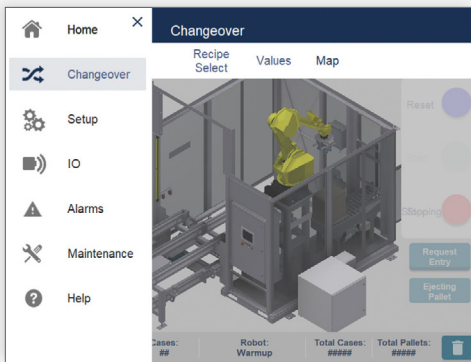 Home
Changeover
Setup
IO
Alarms
Maintenance
Help
Changeover
Recipe
Select
Values
Map
Reset
Stopping
Request
Entry
Ejecting
Pallet
Cases:
##
Robot:
Warmup
Total Cases:
#####
Total Pallets:
#####